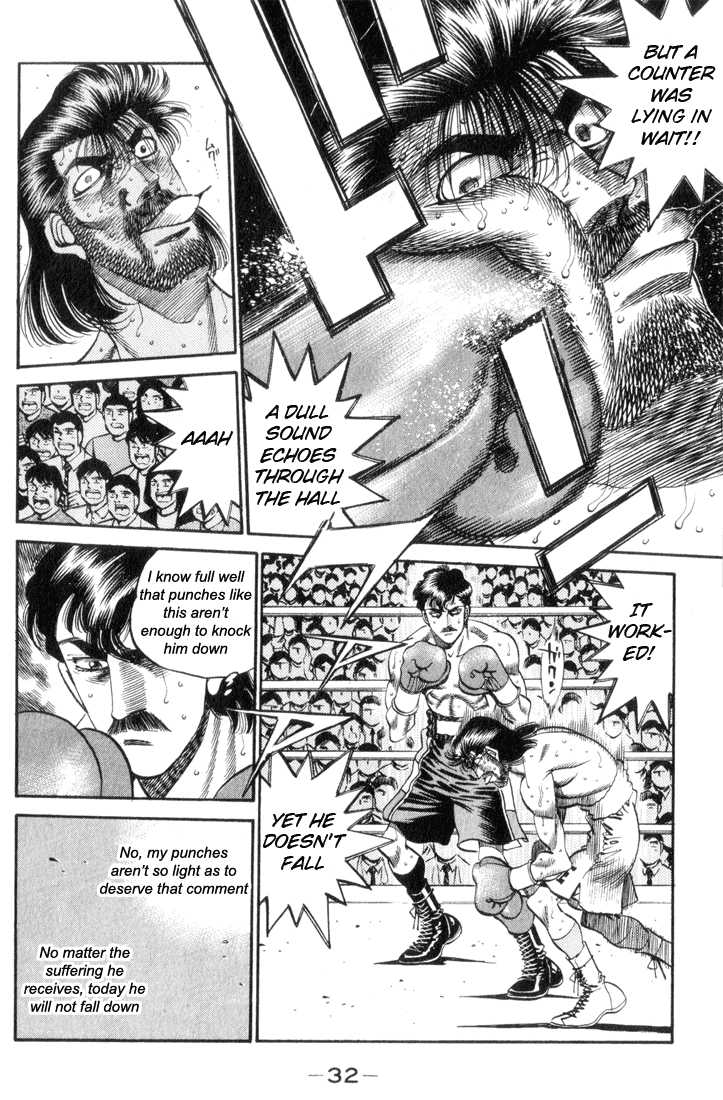 BUT A
COUNTER
WAS
LYING IN
WAIT!!
ムグ
A DULL
SOUND
ECHOES
THROUGH
THE HALL
AAAH
IT
WORK-
ED!
I know full well
that punches like
this aren't
enough to knock
him down
YET HE
DOESN'T
FALL
No, my punches
aren't so light as to
deserve that comment
No matter the
suffering he
receives, today he
will not fall down
-32-